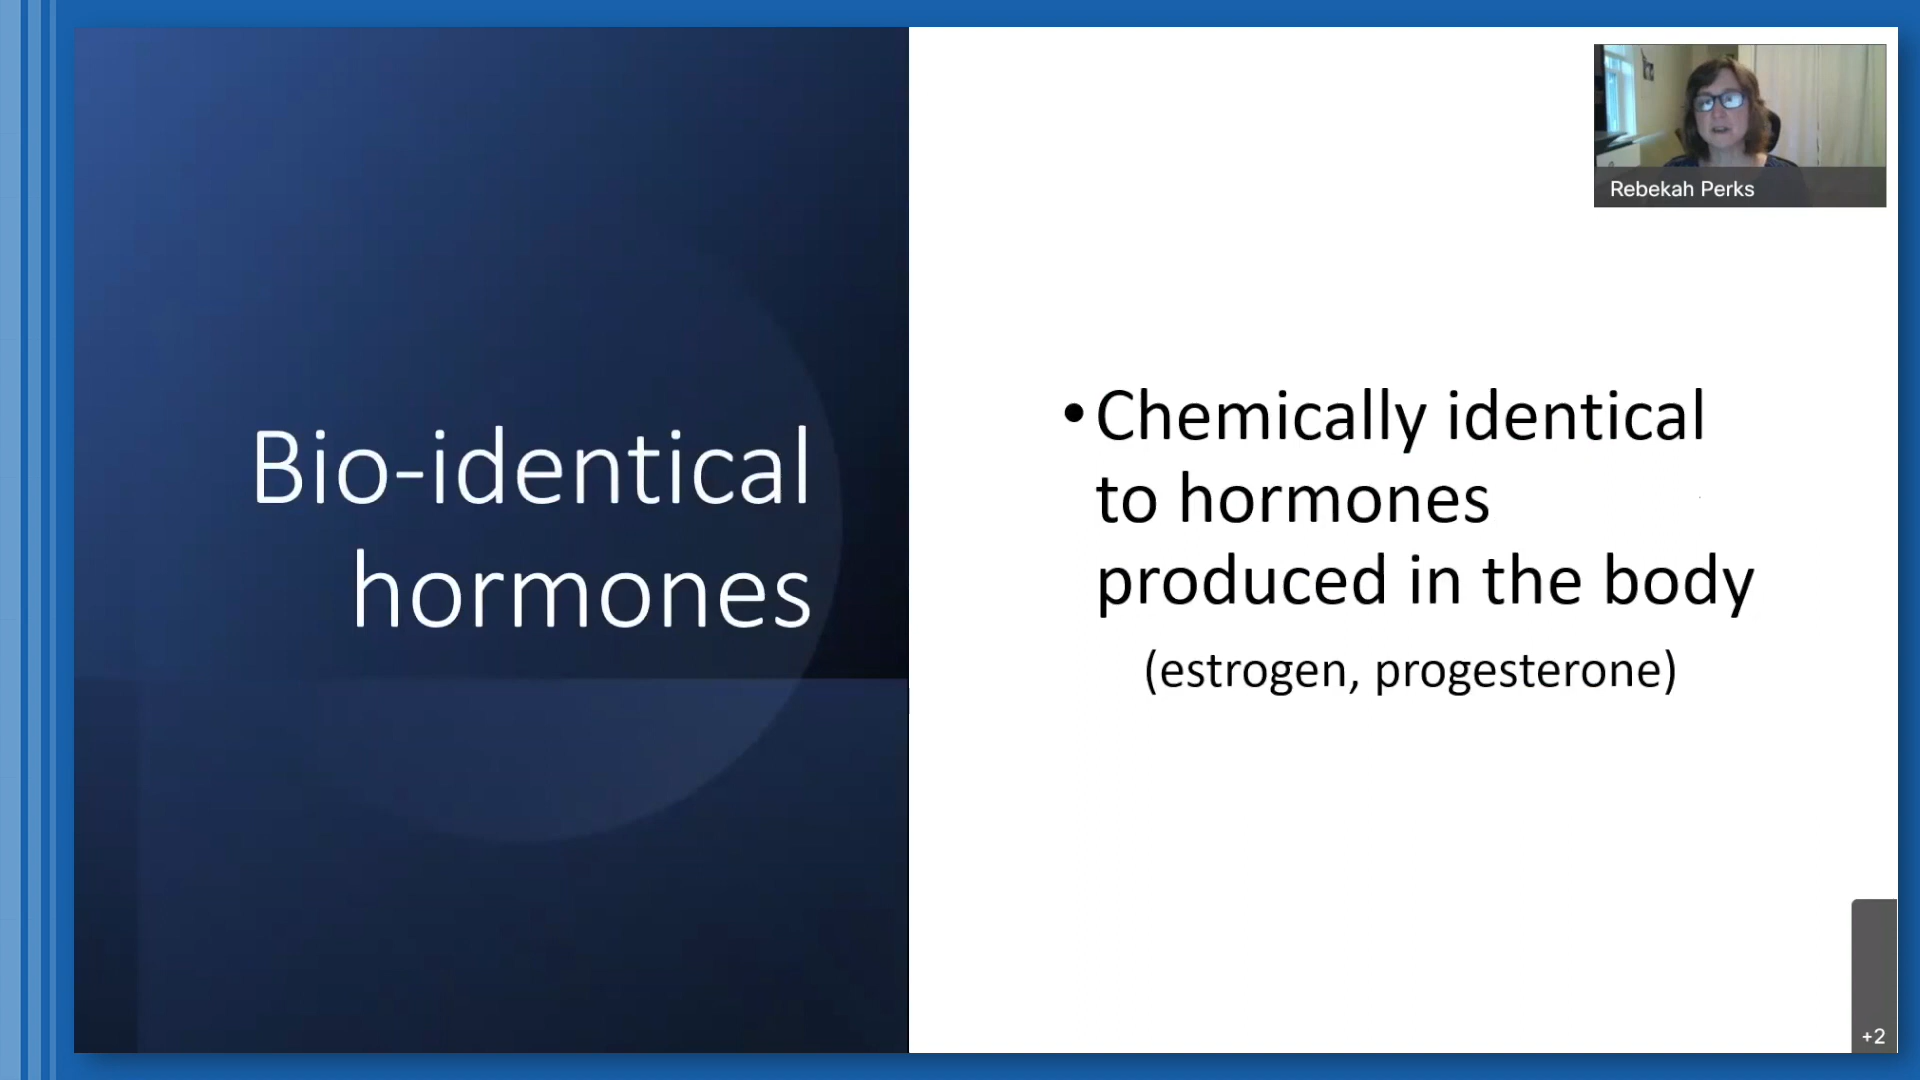 Bio-identical
hormones
Rebekah Perks
• Chemically identical
to hormones
produced in the body
(estrogen, progesterone)
+2